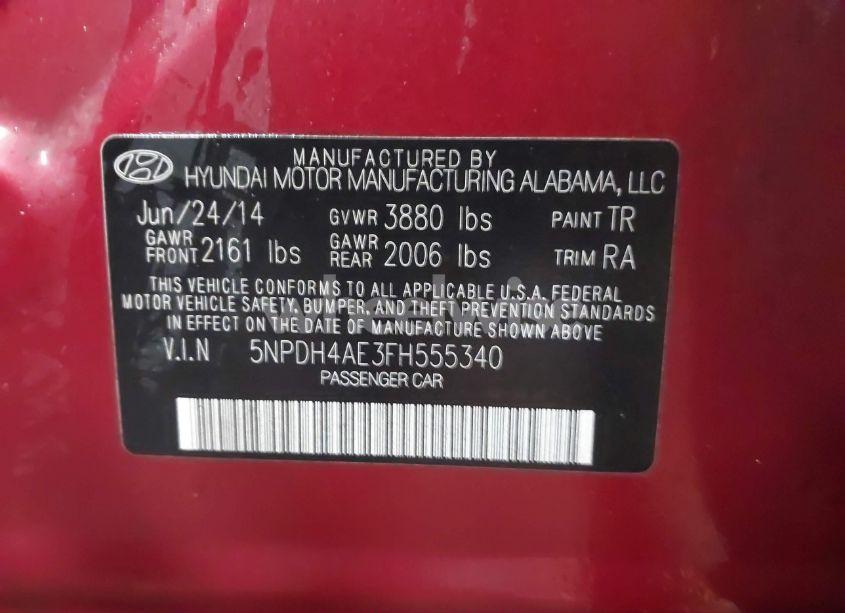 MANUFACTURED BY
HYUNDAI MOTOR MANUFACTURING ALABAMA, LLC
Jun/24/14 GVWR 3880 lbs PAINT TR
GAWR FRONT 2161 lbs GAWR REAR 2006 lbs TRIM RA
THIS VEHICLE CONFORMS TO ALL APPLICABLE U.S.A. FEDERAL
MOTOR VEHICLE SAFETY, BUMPER, AND THEFT PREVENTION STANDARDS
IN EFFECT ON THE DATE OF MANUFACTURE SHOWN ABOVE
V.I.N 5NPDH4AE3FH555340
PASSENGER CAR